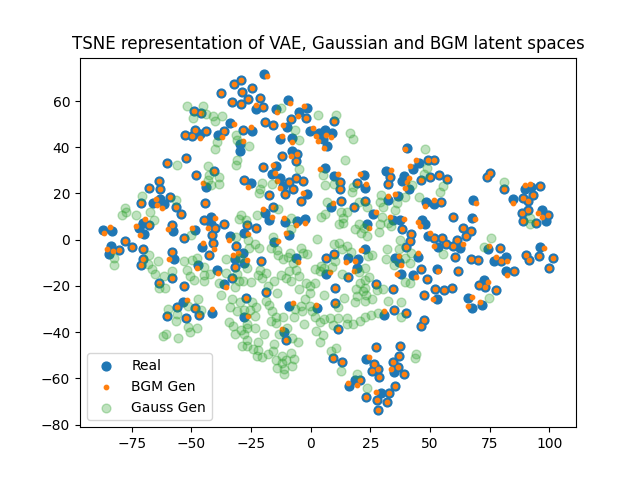 TSNE representation of VAE, Gaussian and BGM latent spaces
60
40
20
0
−20
−40
−60
−80
Real
BGM Gen
Gauss Gen
−75 −50 −25 0 25 50 75 100